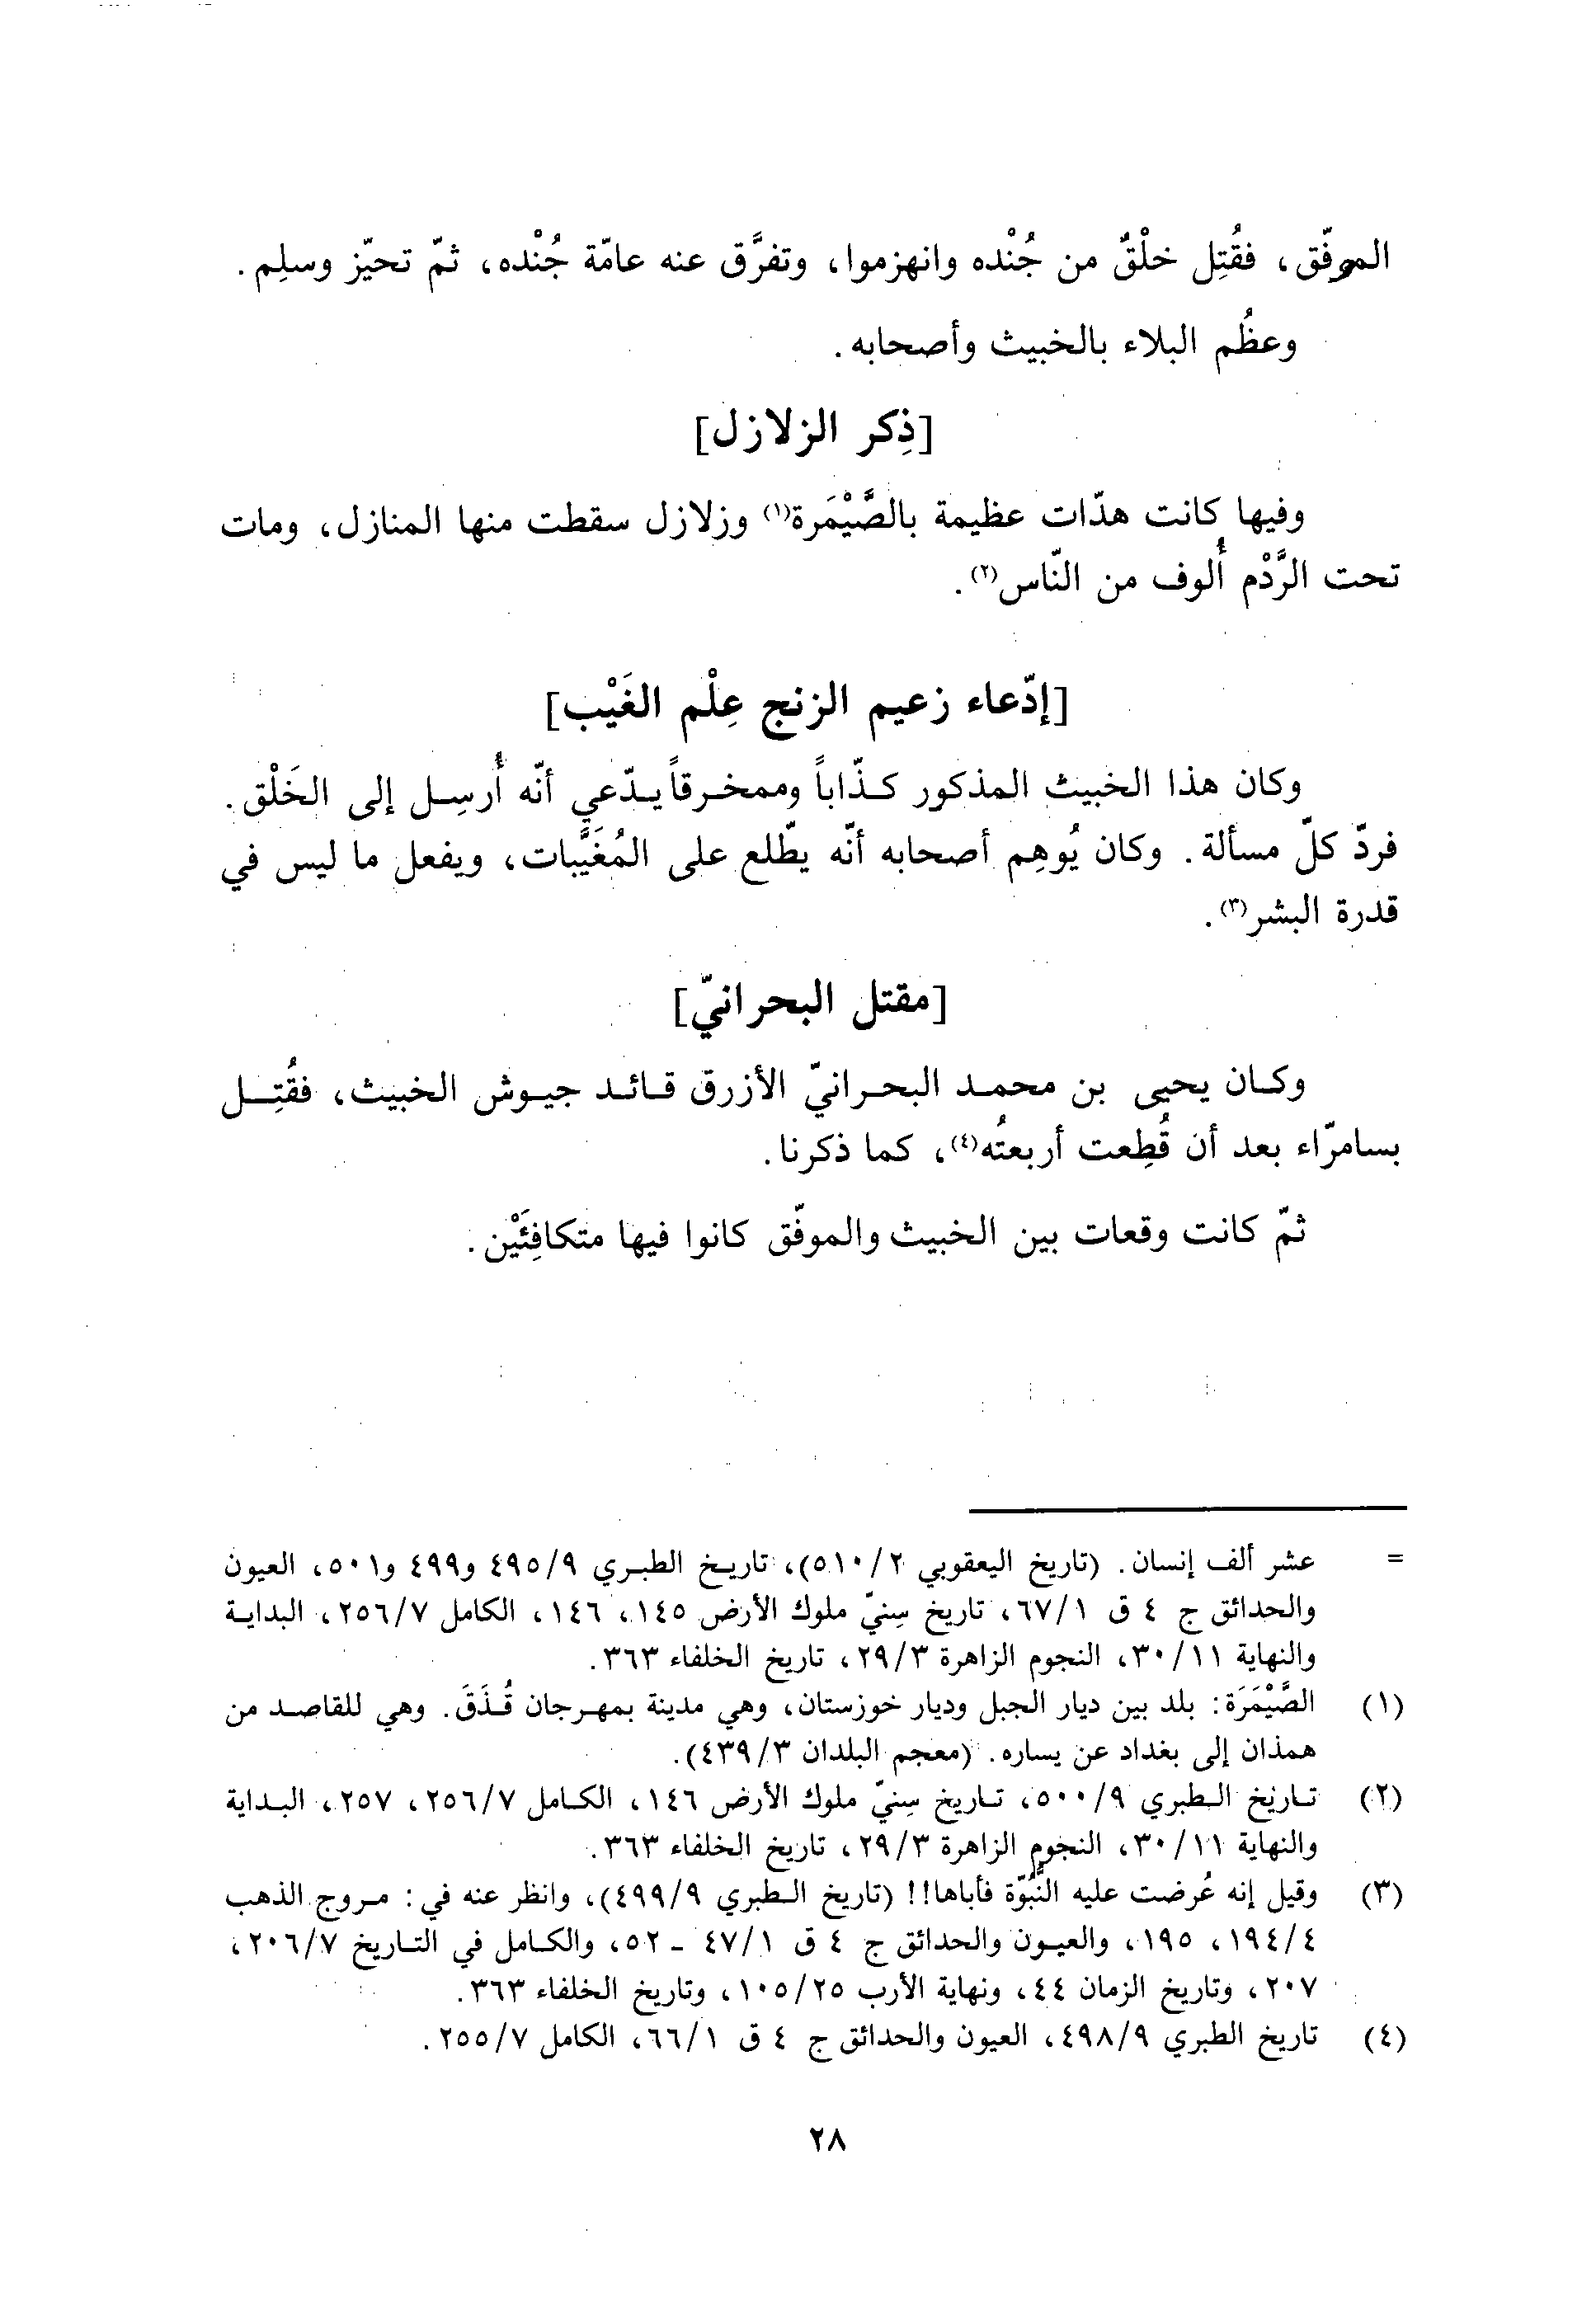 الموفّق، فقُتِل خلْقٌ من جُنْده وانهزموا، وتفرَّق عنه عامّة جُنْده، ثمّ تحيّز وسلِم.
وعظُم البلاء بالخبيث وأصحابه.
[ذِكر الزلازل]
وفيها كانت هدّات عظيمة بالصَّيْمَرة(١) وزلازل سقطت منها المنازل، ومات
تحت الرَّدْم أُلوف من النّاس(٢).
[إدّعاء زعيم الزنج عِلْم الغَيْب]
وكان هذا الخبيث المذكور كذّاباً وممخرقاً يدّعي أنّه أُرسِل إلى الخَلْق.
فردّ كلّ مسألة. وكان يُوهِم أصحابه أنّه يطّلع على المُغَيَّبات، ويفعل ما ليس في
قدرة البشر(٣).
[مقتل البحرانيّ]
وكان يحيى بن محمد البحرانيّ الأزرق قائد جيوش الخبيث، فقُتِل
بسامرّاء بعد أن قُطِعت أربعتُه(٤)، كما ذكرنا.
ثمّ كانت وقعات بين الخبيث والموفّق كانوا فيها متكافِئَيْن.
= عشر ألف إنسان. (تاريخ اليعقوبي ٥١٠/٢)، تاريخ الطبري ٤٩٥/٩ و٤٩٩ و٥٠١، العيون
والحدائق ج ٤ ق ٦٧/١، تاريخ سِنيّ ملوك الأرض ١٤٥، ١٤٦، الكامل ٢٥٦/٧، البداية
والنهاية ٣٠/١١، النجوم الزاهرة ٢٩/٣، تاريخ الخلفاء ٣٦٣.
(١) الصَّيْمَرَة: بلد بين ديار الجبل وديار خوزستان، وهي مدينة بمهرجان قُذَقَ. وهي للقاصد من
همذان إلى بغداد عن يساره. (معجم البلدان ٤٣٩/٣).
(٢) تاريخ الطبري ٥٠٠/٩، تاريخ سِنيّ ملوك الأرض ١٤٦، الكامل ٢٥٦/٧، ٢٥٧، البداية
والنهاية ٣٠/١١، النجوم الزاهرة ٢٩/٣، تاريخ الخلفاء ٣٦٣.
(٣) وقيل إنه عُرضت عليه النُّبُوّة فأباها!! (تاريخ الطبري ٤٩٩/٩)، وانظر عنه في: مروج الذهب
١٩٤/٤، ١٩٥، والعيون والحدائق ج ٤ ق ٤٧/١ ـ ٥٢، والكامل في التاريخ ٢٠٦/٧،
٢٠٧، وتاريخ الزمان ٤٤، ونهاية الأرب ١٠٥/٢٥، وتاريخ الخلفاء ٣٦٣.
(٤) تاريخ الطبري ٤٩٨/٩، العيون والحدائق ج ٤ ق ٦٦/١، الكامل ٢٥٥/٧.
٢٨